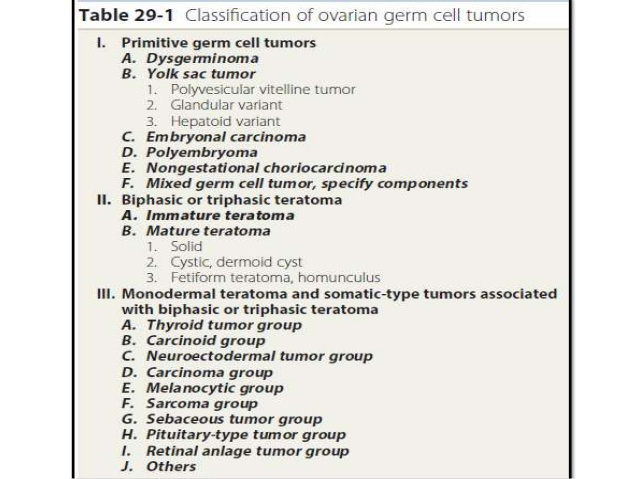 Table 29-1 Classification of ovarian germ cell tumors
I. Primitive germ cell tumors
A. Dysgerminoma
B. Yolk sac tumor
1. Polyvesicular vitelline tumor
2. Glandular variant
3. Hepatoid variant
C. Embryonal carcinoma
D. Polyembryoma
E. Nongestational choriocarcinoma
F. Mixed germ cell tumor, specify components
II. Biphasic or triphasic teratoma
A. Immature teratoma
B. Mature teratoma
1. Solid
2. Cystic, dermoid cyst
3. Fetiform teratoma, homunculus
III. Monodermal teratoma and somatic-type tumors associated
with biphasic or triphasic teratoma
A. Thyroid tumor group
B. Carcinoid group
C. Neuroectodermal tumor group
D. Carcinoma group
E. Melanocytic group
F. Sarcoma group
G. Sebaceous tumor group
H. Pituitary-type tumor group
I. Retinal anlage tumor group
J. Others